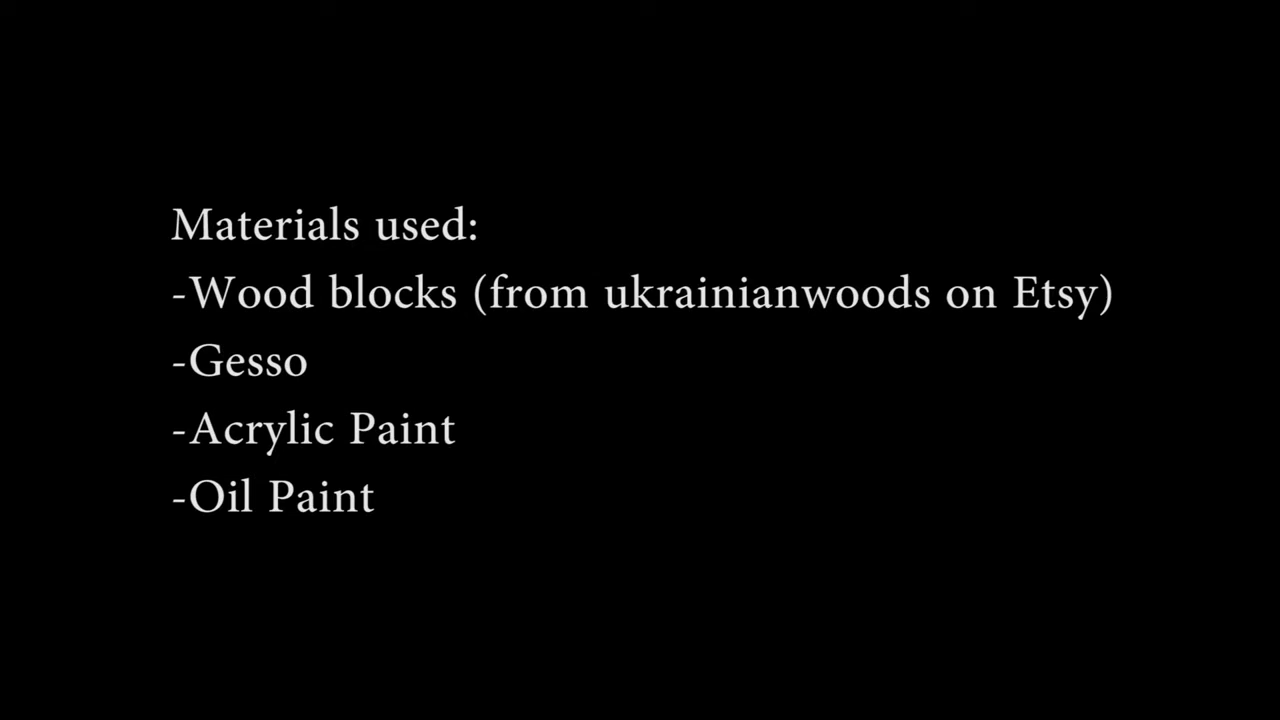 Materials used:
-Wood blocks (from ukrainianwoods on Etsy)
-Gesso
-Acrylic Paint
-Oil Paint